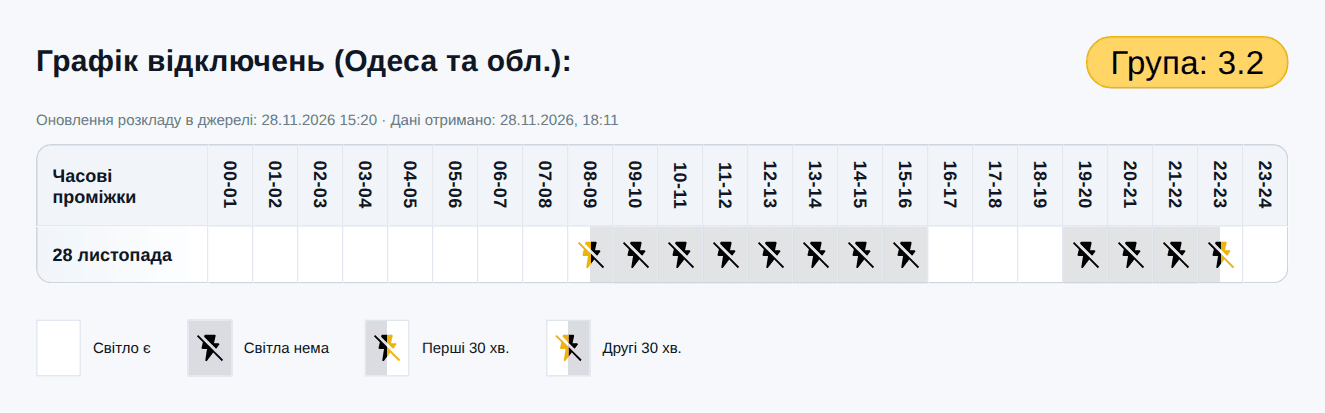 Графік відключень (Одеса та обл.):
Група: 3.2
Оновлення розкладу в джерелі: 28.11.2026 15:20 · Дані отримано: 28.11.2026, 18:11
Часові
проміжки
00-01
01-02
02-03
03-04
04-05
05-06
06-07
07-08
08-09
09-10
10-11
11-12
12-13
13-14
14-15
15-16
16-17
17-18
18-19
19-20
20-21
21-22
22-23
23-24
28 листопада
Світло є
Світла нема
Перші 30 хв.
Другі 30 хв.